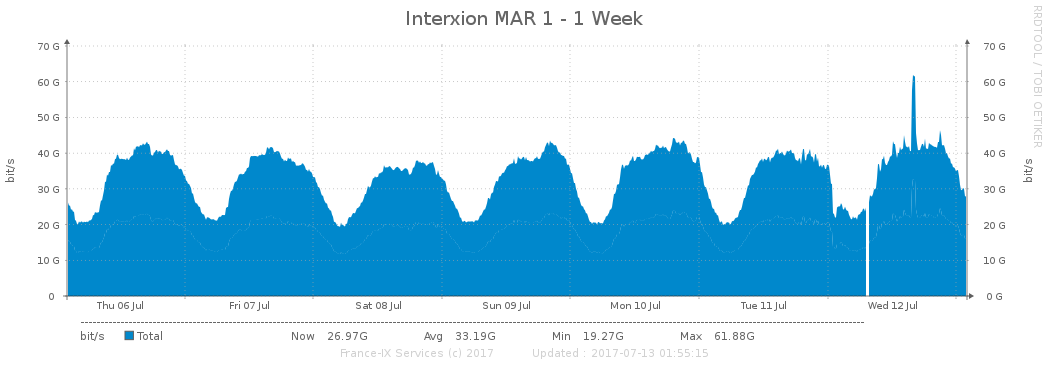 Interxion MAR 1 - 1 Week
RRDTOOL / TOBI OETIKER
bit/s
70 G 70 G
60 G 60 G
50 G 50 G
40 G 40 G
30 G 30 G
20 G 20 G
10 G 10 G
0 0 G
bit/s
Thu 06 Jul Fri 07 Jul Sat 08 Jul Sun 09 Jul Mon 10 Jul Tue 11 Jul Wed 12 Jul
bit/s Total Now 26.97G Avg 33.19G Min 19.27G Max 61.88G
France-IX Services (c) 2017 Updated : 2017-07-13 01:55:15